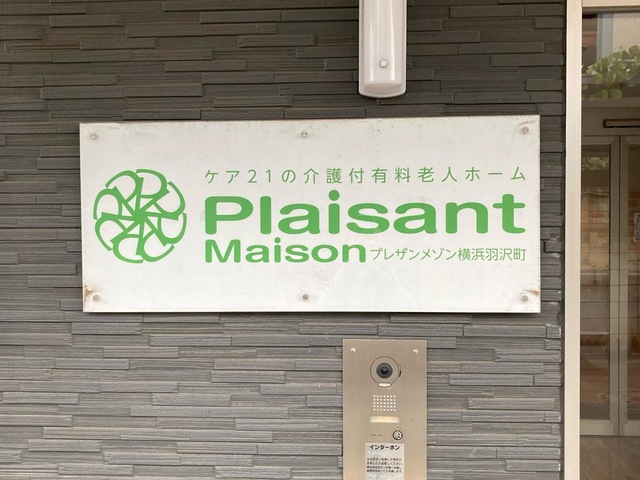 ケア21の介護付有料老人ホーム
Plaisant
Maison プレザンメゾン横浜羽沢町
インターホン